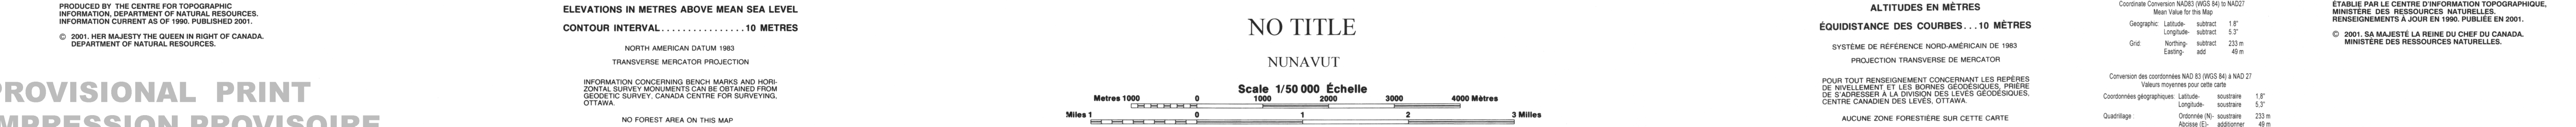 PRODUCED BY THE CENTRE FOR TOPOGRAPHIC
INFORMATION, DEPARTMENT OF NATURAL RESOURCES.
INFORMATION CURRENT AS OF 1990. PUBLISHED 2001.
© 2001. HER MAJESTY THE QUEEN IN RIGHT OF CANADA.
DEPARTMENT OF NATURAL RESOURCES.
PROVISIONAL PRINT
IMPRESSION PROVISOIRE
ELEVATIONS IN METRES ABOVE MEAN SEA LEVEL
CONTOUR INTERVAL................10 METRES
NORTH AMERICAN DATUM 1983
TRANSVERSE MERCATOR PROJECTION
INFORMATION CONCERNING BENCH MARKS AND HORI-
ZONTAL SURVEY MONUMENTS CAN BE OBTAINED FROM
GEODETIC SURVEY, CANADA CENTRE FOR SURVEYING,
OTTAWA.
NO FOREST AREA ON THIS MAP
NO TITLE
NUNAVUT
Scale 1/50 000 Échelle
Metres 1000 0 1000 2000 3000 4000 Mètres
Miles 1 0 1 2 3 Milles
ALTITUDES EN MÈTRES
ÉQUIDISTANCE DES COURBES...10 MÈTRES
SYSTÈME DE RÉFÉRENCE NORD-AMÉRICAIN DE 1983
PROJECTION TRANSVERSE DE MERCATOR
POUR TOUT RENSEIGNEMENT CONCERNANT LES REPÈRES
DE NIVELLEMENT ET LES BORNES GÉODÉSIQUES, PRIÈRE
DE S'ADRESSER À LA DIVISION DES LEVÉS GÉODÉSIQUES,
CENTRE CANADIEN DES LEVÉS, OTTAWA.
AUCUNE ZONE FORESTIÈRE SUR CETTE CARTE
Coordinate Conversion NAD83 (WGS 84) to NAD27
Mean Value for this Map
Geographic: Latitude- subtract 1.8"
Longitude- subtract 5.3"
Grid: Northing- subtract 233 m
Easting- add 49 m
Conversion des coordonnées NAD 83 (WGS 84) à NAD 27
Valeurs moyennes pour cette carte
Coordonnées géographiques: Latitude- soustraire 1.8"
Longitude- soustraire 5.3"
Quadrillage : Ordonnée (N)- soustraire 233 m
Abcisse (E)- additionner 49 m
ÉTABLIE PAR LE CENTRE D'INFORMATION TOPOGRAPHIQUE,
MINISTÈRE DES RESSOURCES NATURELLES.
RENSEIGNEMENTS À JOUR EN 1990. PUBLIÉE EN 2001.
© 2001. SA MAJESTÉ LA REINE DU CHEF DU CANADA.
MINISTÈRE DES RESSOURCES NATURELLES.